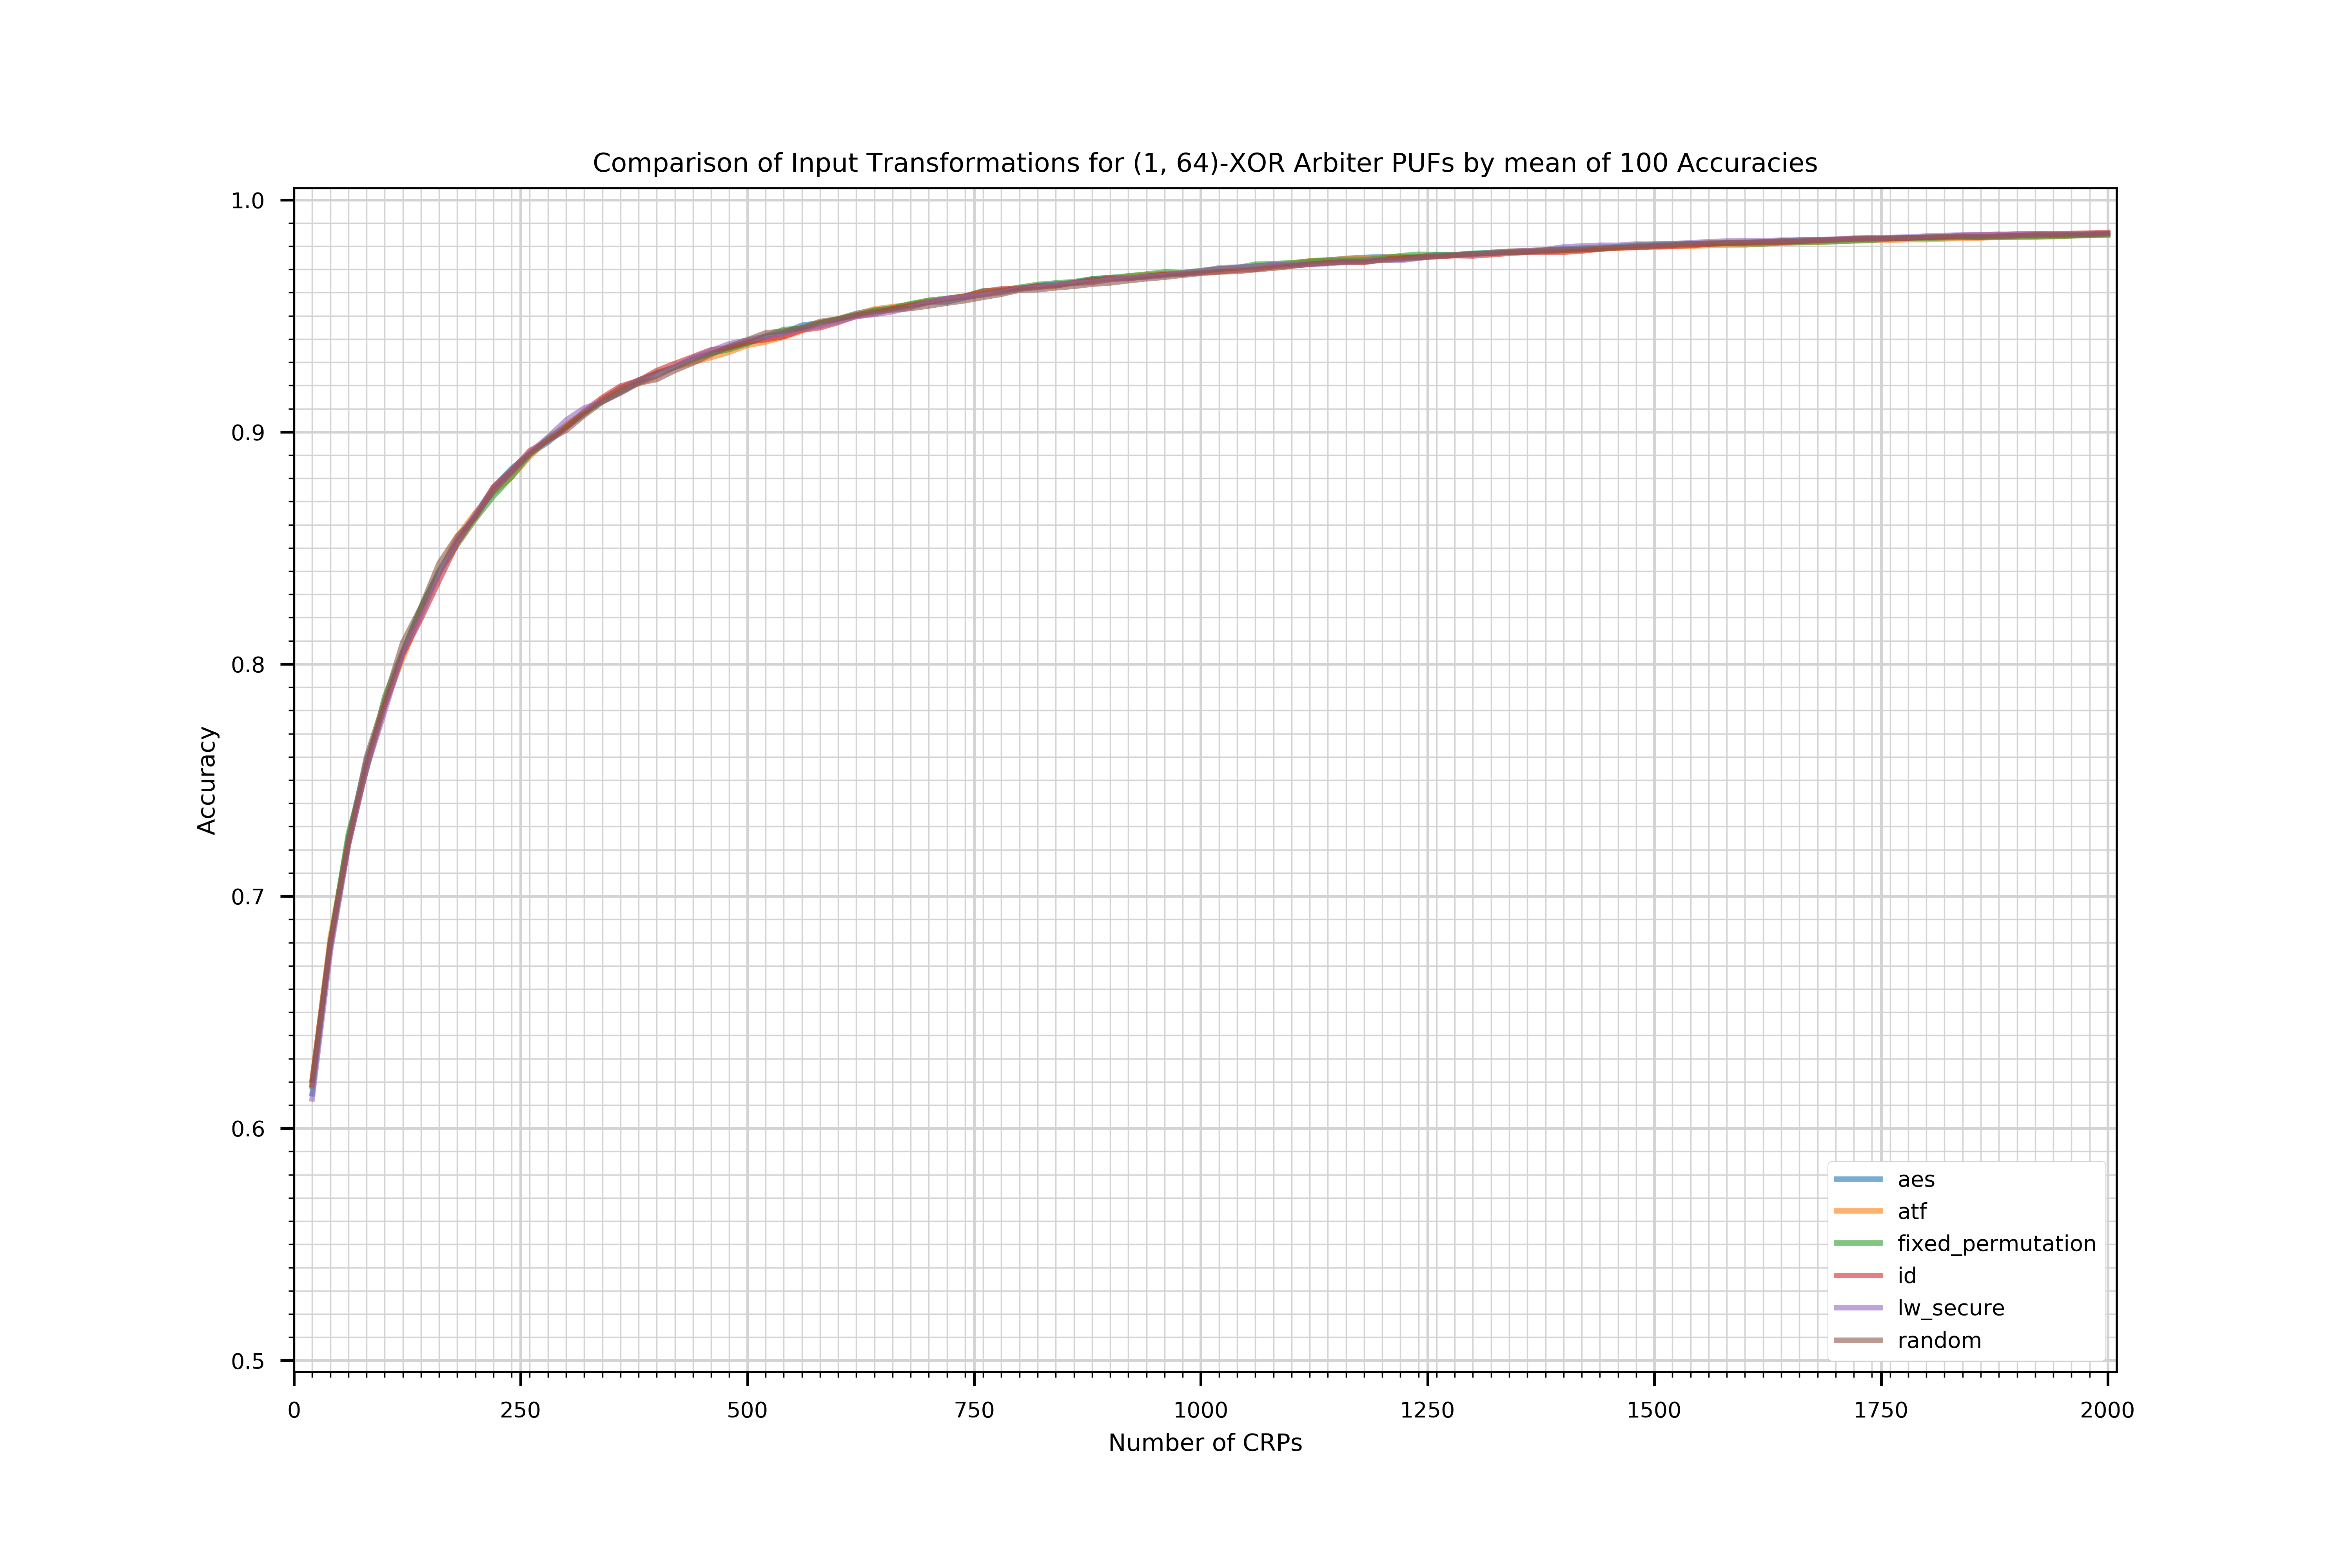 Comparison of Input Transformations for (1, 64)-XOR Arbiter PUFs by mean of 100 Accuracies
1.0
0.9
0.8
0.7
0.6
0.5
Accuracy
0 250 500 750 1000 1250 1500 1750 2000
Number of CRPs
aes
atf
fixed_permutation
id
lw_secure
random